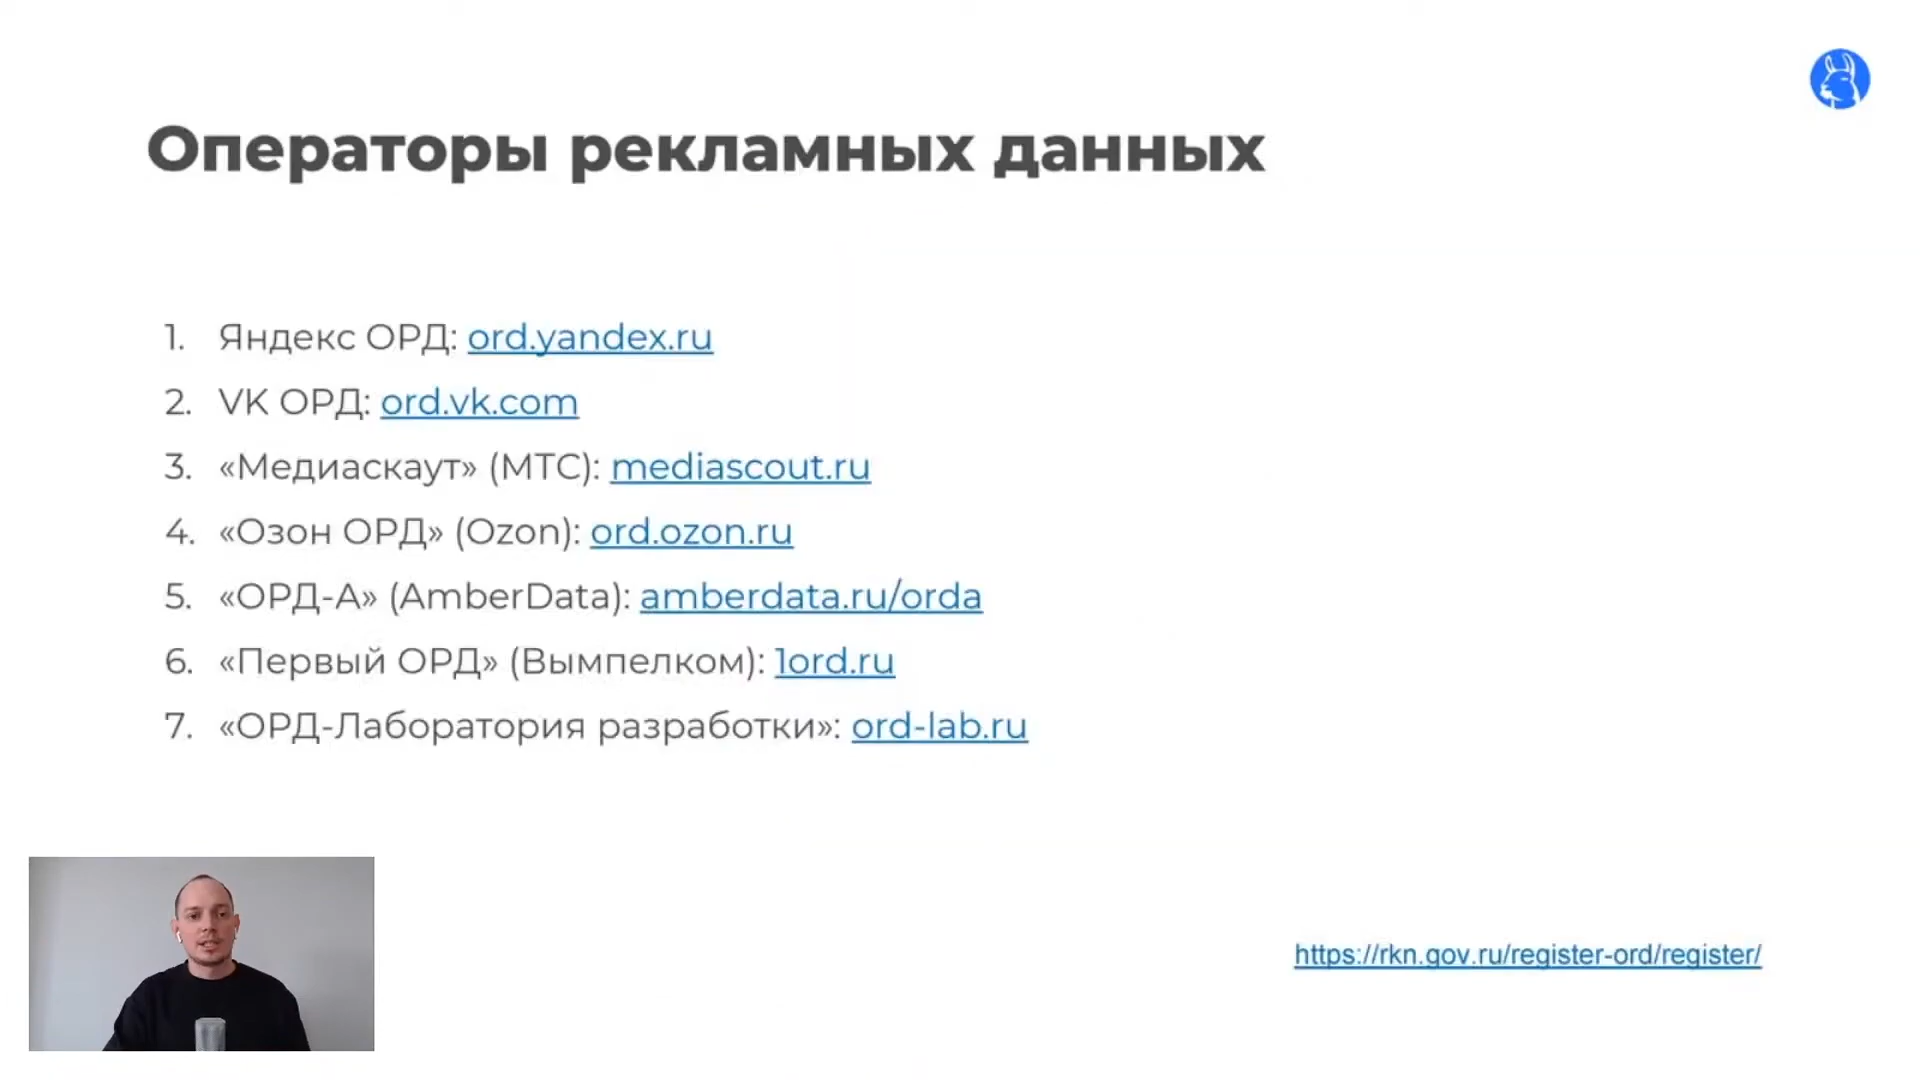 Операторы рекламных данных
1. Яндекс ОРД: ord.yandex.ru
2. VK ОРД: ord.vk.com
3. «Медиаскаут» (МТС): mediascout.ru
4. «Озон ОРД» (Ozon): ord.ozon.ru
5. «ОРД-А» (AmberData): amberdata.ru/orda
6. «Первый ОРД» (Вымпелком): 1ord.ru
7. «ОРД-Лаборатория разработки»: ord-lab.ru
https://rkn.gov.ru/register-ord/register/